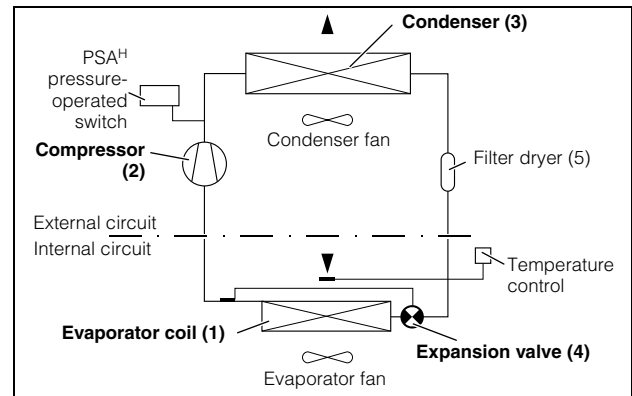 Condenser (3)
PSAH
pressure-
operated
switch
Condenser fan
Compressor
(2)
Filter dryer (5)
External circuit
Internal circuit
Temperature
control
Evaporator coil (1)
Expansion valve (4)
Evaporator fan